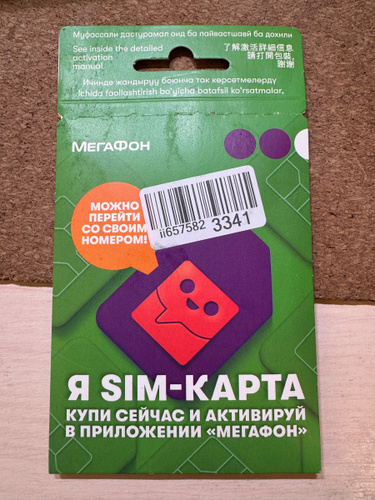 Муфассали дастурамал оид ба пайвастшавӣ ба дохили
See inside the detailed
activation
manual
了解激活詳細信息
請打開包裝,
謝謝
Ичинде жандыруу боюнча так көрсөтмөлөрдү
Ichida faollashtirish bo'yicha batafsil ko'rsatmalar,
МЕГАФОН
МОЖНО
ПЕРЕЙТИ
СО СВОИМ
НОМЕРОМ!
ii657582 3341
Я SIM-КАРТА
КУПИ СЕЙЧАС И АКТИВИРУЙ
В ПРИЛОЖЕНИИ «МЕГАФОН»